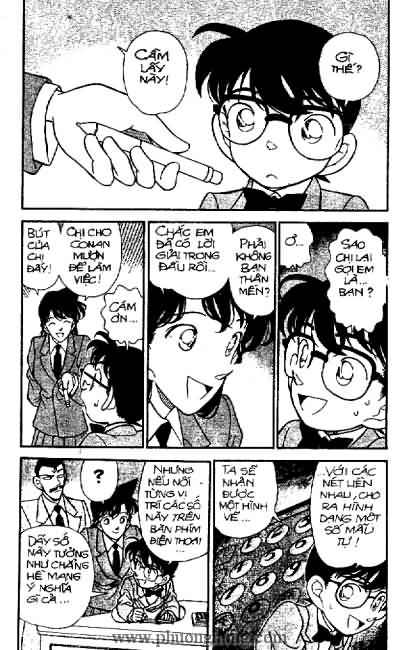 CẦM
LẤY
NÀY!
GÌ
THẾ?
BÚT
CỦA
CHỊ
ĐẤY!
CHỊ CHO
CONAN
MƯỢN
ĐỂ LÀM
VIỆC!
CẢM
ƠN...
CHẮC EM
ĐÃ CÓ LỜI
GIẢI TRONG
ĐẦU RỒI...
PHẢI
KHÔNG
BẠN
THÂN
MẾN?
Ơ...
SAO
CHỊ LẠI
GỌI EM
LÀ...
BẠN?
?
DÃY SỐ
NÀY TƯỞNG
NHƯ CHẲNG
HỀ MANG
Ý NGHĨA
GÌ CẢ...
NHƯNG
NẾU NỐI
TỪNG VỊ
TRÍ CÁC SỐ
NÀY TRÊN
BÀN PHÍM
ĐIỆN THOẠI
...
TA SẼ
NHẬN
ĐƯỢC
MỘT HÌNH
VẼ...
...VỚI CÁC
NÉT LIÊN
NHAU, CHO
RA HÌNH
DẠNG MỘT
SỐ MẪU
TỰ!